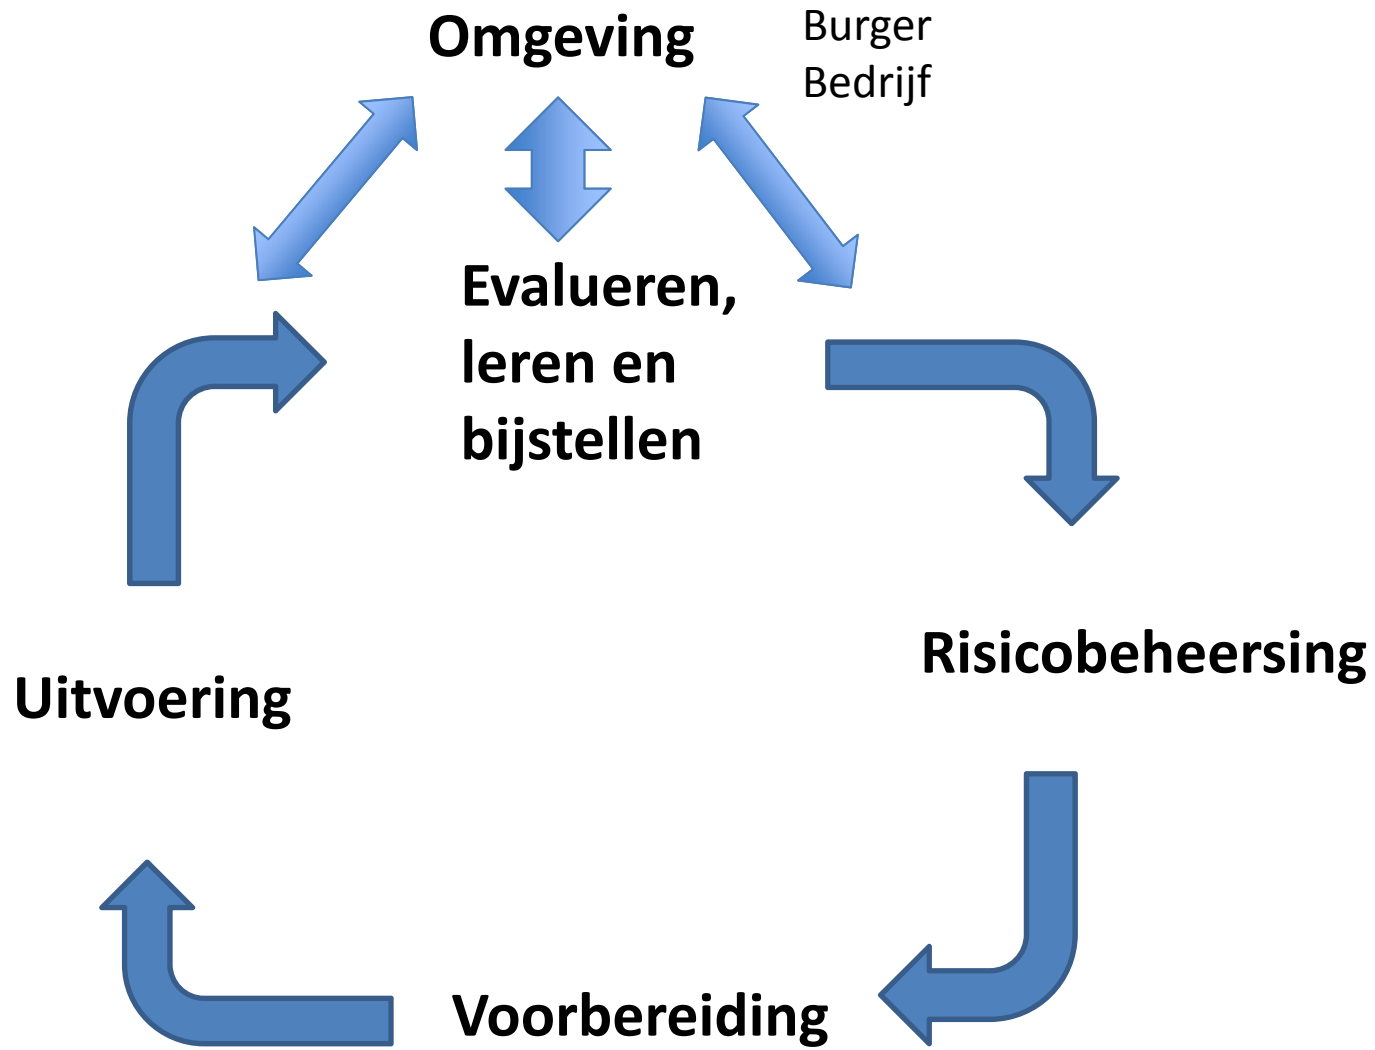 Omgeving
Burger
Bedrijf
Evalueren,
leren en
bijstellen
Risicobeheersing
Uitvoering
Voorbereiding